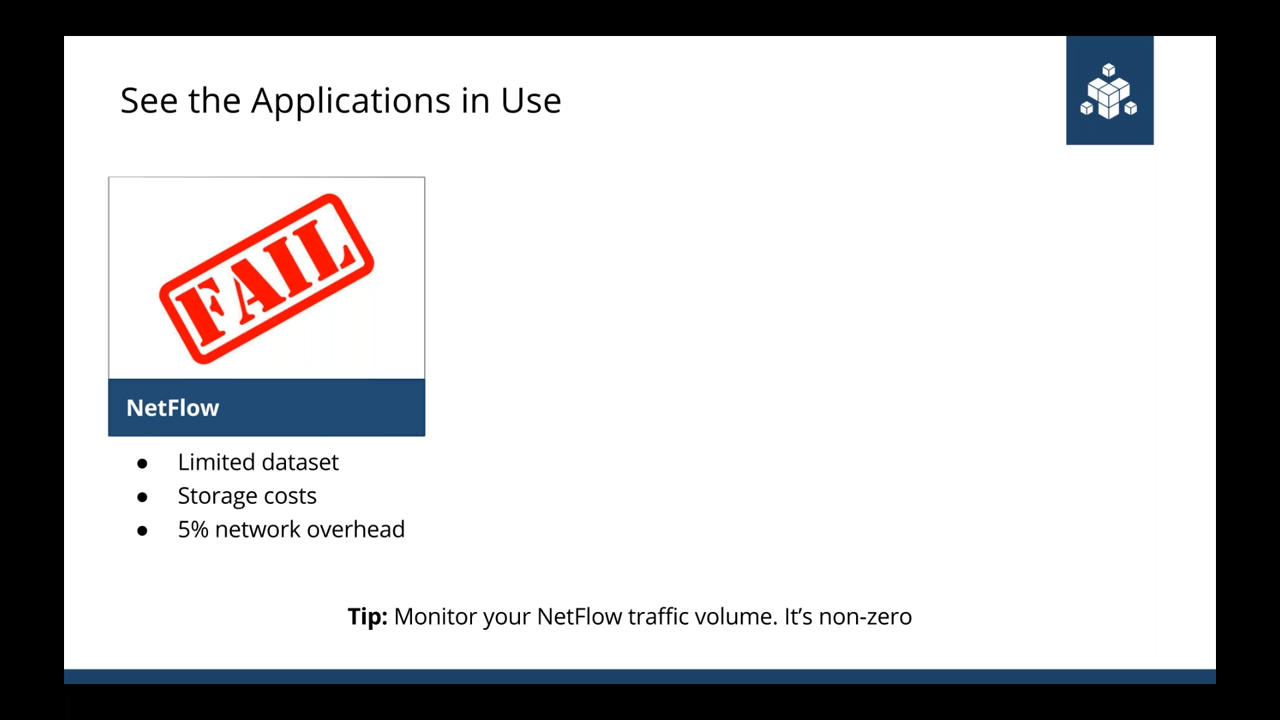 See the Applications in Use
FAIL
NetFlow
● Limited dataset
● Storage costs
● 5% network overhead
Tip: Monitor your NetFlow traffic volume. It’s non-zero